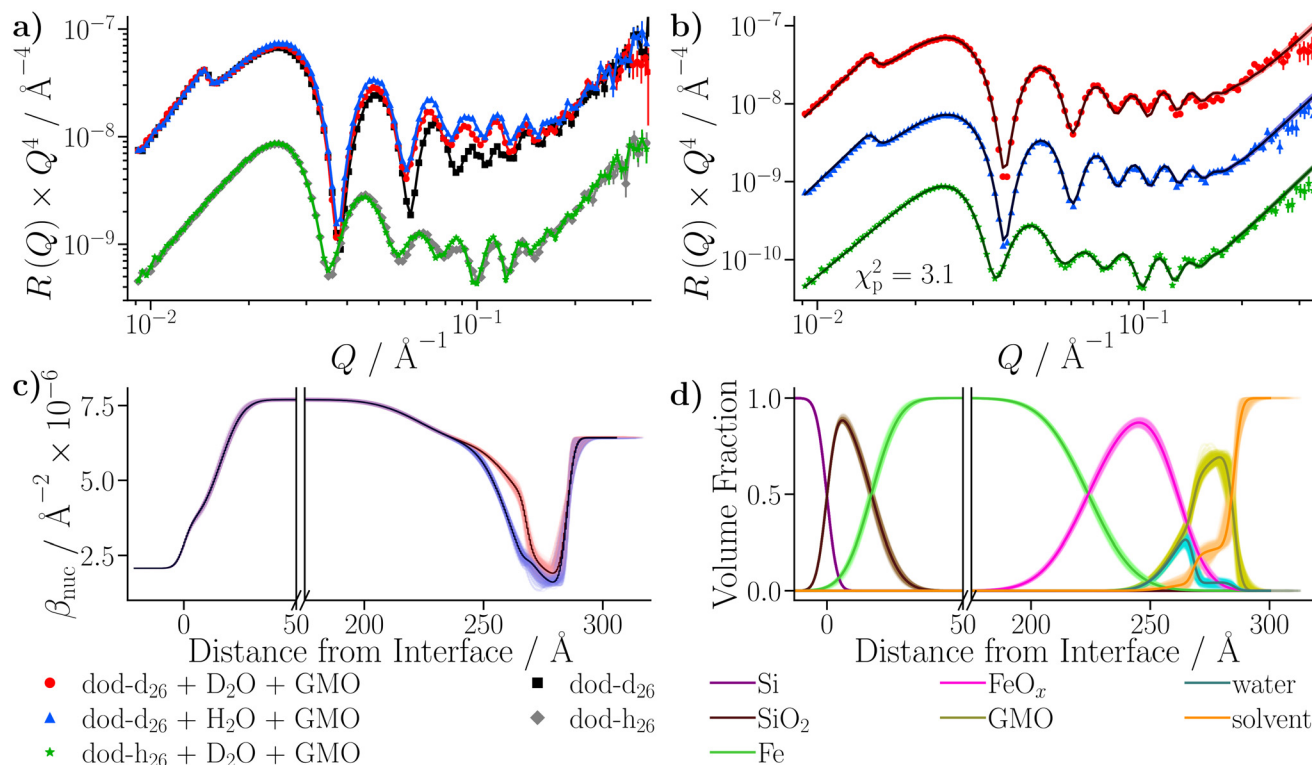 a)
R(Q) × Q⁴ / Å⁻⁴
10⁻⁷
10⁻⁸
10⁻⁹
10⁻²
10⁻¹
Q / Å⁻¹
b)
R(Q) × Q⁴ / Å⁻⁴
10⁻⁷
10⁻⁸
10⁻⁹
10⁻¹⁰
χ²ₚ = 3.1
10⁻²
10⁻¹
Q / Å⁻¹
c)
β_nuc / Å⁻² × 10⁻⁶
7.5
5.0
2.5
0 50 200 250 300
Distance from Interface / Å
d)
Volume Fraction
1.0
0.5
0.0
0 50 200 250 300
Distance from Interface / Å
dod-d₂₆ + D₂O + GMO
dod-d₂₆ + H₂O + GMO
dod-h₂₆ + D₂O + GMO
dod-d₂₆
dod-h₂₆
Si
SiO₂
Fe
FeOₓ
GMO
water
solvent